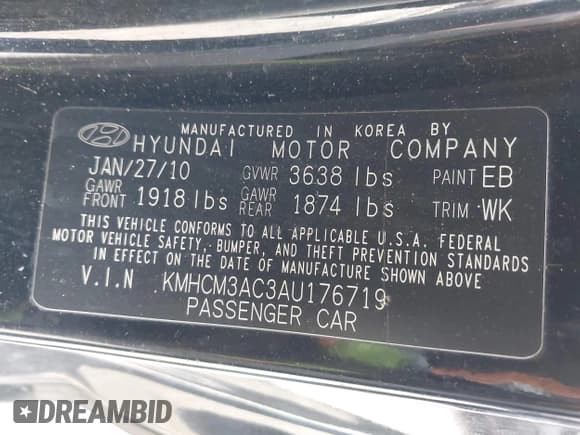 MANUFACTURED IN KOREA BY
HYUNDAI MOTOR COMPANY
JAN/27/10 GVWR 3638 lbs PAINT EB
GAWR FRONT 1918 lbs GAWR REAR 1874 lbs TRIM WK
THIS VEHICLE CONFORMS TO ALL APPLICABLE U.S.A. FEDERAL
MOTOR VEHICLE SAFETY, BUMPER, AND THEFT PREVENTION STANDARDS
IN EFFECT ON THE DATE OF MANUFACTURE SHOWN ABOVE
V.I.N KMHCM3AC3AU176719
PASSENGER CAR
DREAMBID